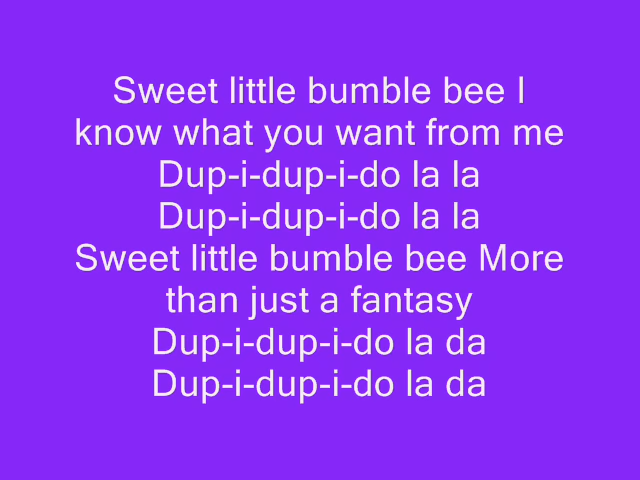 Sweet little bumble bee I
know what you want from me
Dup-i-dup-i-do la la
Dup-i-dup-i-do la la
Sweet little bumble bee More
than just a fantasy
Dup-i-dup-i-do la da
Dup-i-dup-i-do la da